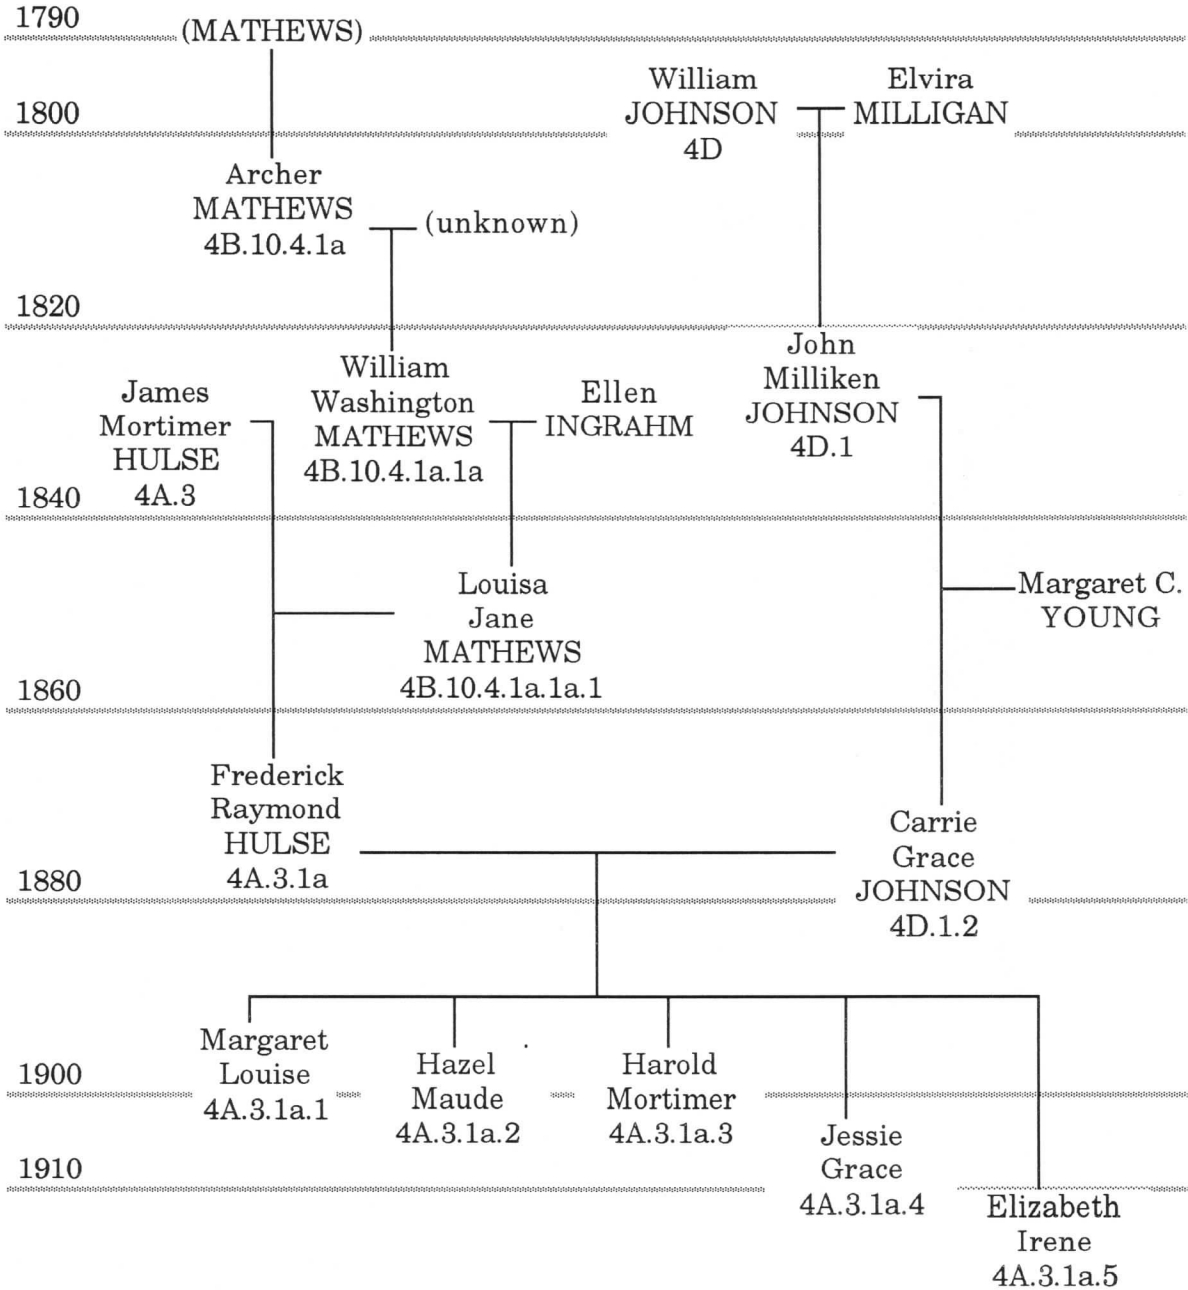 1790
(MATHEWS)
William
JOHNSON
4D
Elvira
MILLIGAN
1800
Archer
MATHEWS
4B.10.4.1a
(unknown)
1820
James
Mortimer
HULSE
4A.3
William
Washington
MATHEWS
4B.10.4.1a.1a
Ellen
INGRAHM
John
Milliken
JOHNSON
4D.1
1840
Louisa
Jane
MATHEWS
4B.10.4.1a.1a.1
Margaret C.
YOUNG
1860
Frederick
Raymond
HULSE
4A.3.1a
Carrie
Grace
JOHNSON
4D.1.2
1880
Margaret
Louise
4A.3.1a.1
Hazel
Maude
4A.3.1a.2
Harold
Mortimer
4A.3.1a.3
1900
Jessie
Grace
4A.3.1a.4
1910
Elizabeth
Irene
4A.3.1a.5